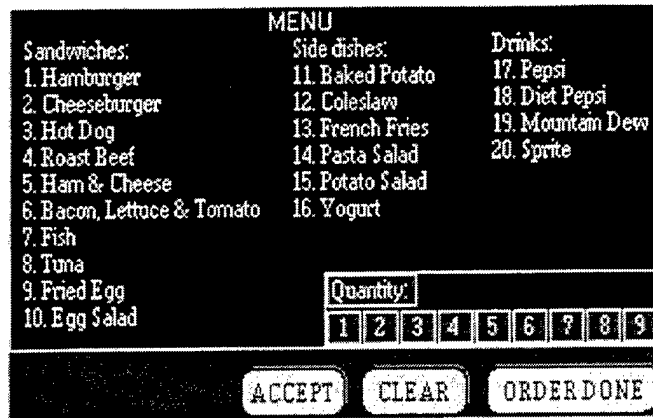 MENU
Sandwiches:
1. Hamburger
2. Cheeseburger
3. Hot Dog
4. Roast Beef
5. Ham & Cheese
6. Bacon, Lettuce & Tomato
7. Fish
8. Tuna
9. Fried Egg
10. Egg Salad
Side dishes:
11. Baked Potato
12. Coleslaw
13. French Fries
14. Pasta Salad
15. Potato Salad
16. Yogurt
Drinks:
17. Pepsi
18. Diet Pepsi
19. Mountain Dew
20. Sprite
Quantity:
1 2 3 4 5 6 7 8 9
ACCEPT CLEAR ORDER DONE